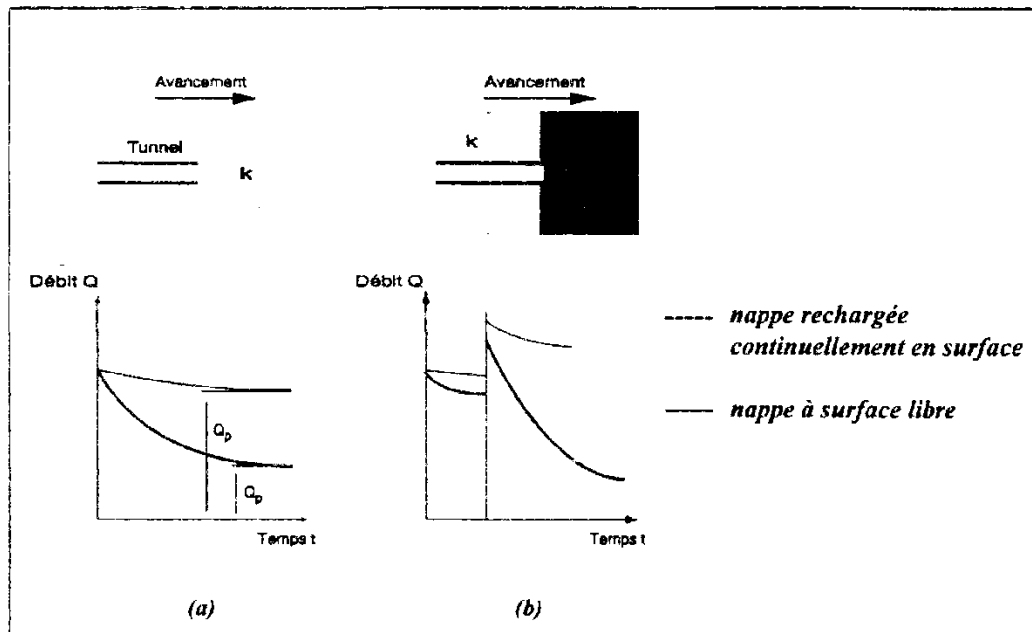 Avancement
Avancement
Tunnel
k
k
Débit Q
Débit Q
nappe rechargée
continuellement en surface
nappe à surface libre
Qp
Qp
Temps t
Temps t
(a)
(b)